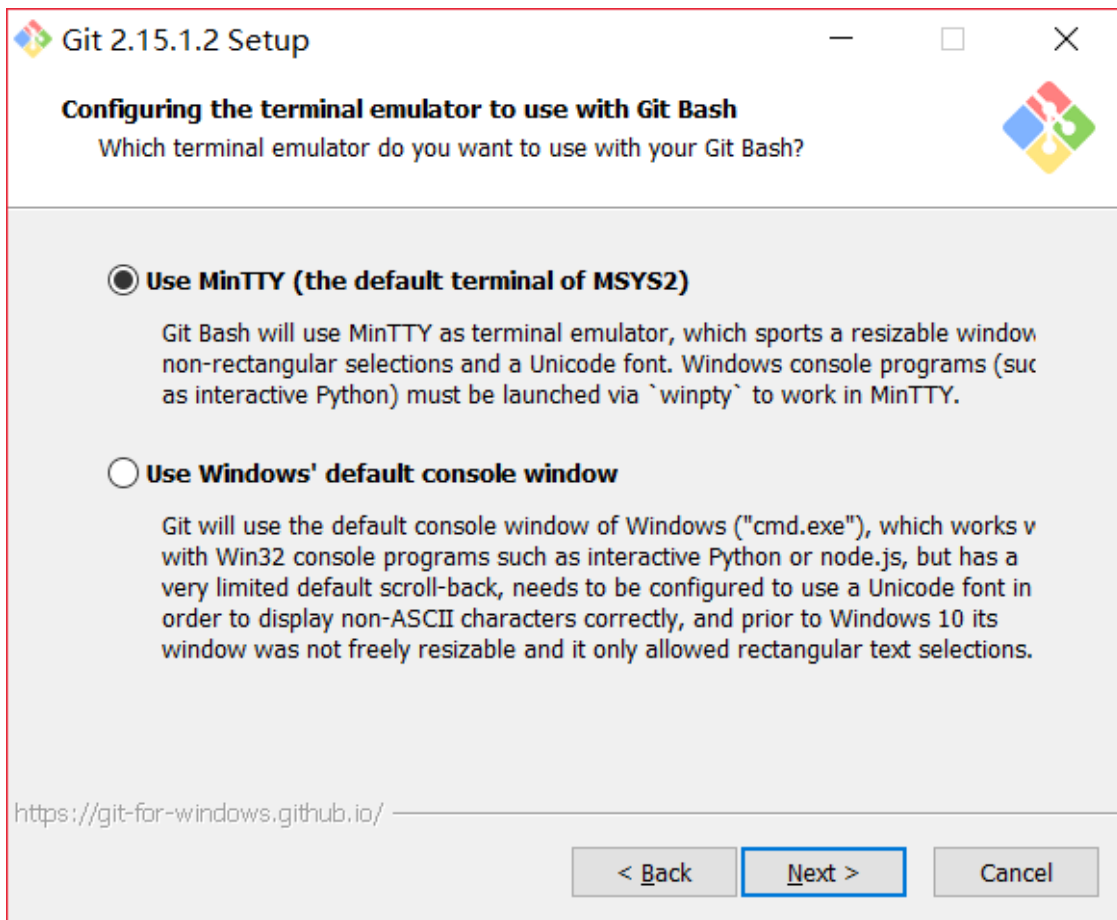 Git 2.15.1.2 Setup
Configuring the terminal emulator to use with Git Bash
Which terminal emulator do you want to use with your Git Bash?
Use MinTTY (the default terminal of MSYS2)
Git Bash will use MinTTY as terminal emulator, which sports a resizable window
non-rectangular selections and a Unicode font. Windows console programs (suc
as interactive Python) must be launched via `winpty` to work in MinTTY.
Use Windows' default console window
Git will use the default console window of Windows ("cmd.exe"), which works w
with Win32 console programs such as interactive Python or node.js, but has a
very limited default scroll-back, needs to be configured to use a Unicode font in
order to display non-ASCII characters correctly, and prior to Windows 10 its
window was not freely resizable and it only allowed rectangular text selections.
https://git-for-windows.github.io/
< Back Next > Cancel